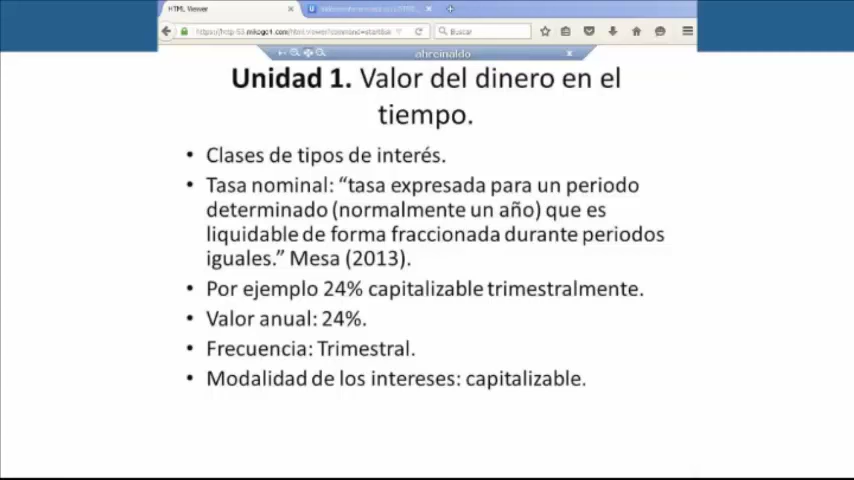 HTML Viewer
Buscar
ahreinaldo
Unidad 1. Valor del dinero en el
tiempo.
• Clases de tipos de interés.
• Tasa nominal: “tasa expresada para un periodo
determinado (normalmente un año) que es
liquidable de forma fraccionada durante periodos
iguales.” Mesa (2013).
• Por ejemplo 24% capitalizable trimestralmente.
• Valor anual: 24%.
• Frecuencia: Trimestral.
• Modalidad de los intereses: capitalizable.